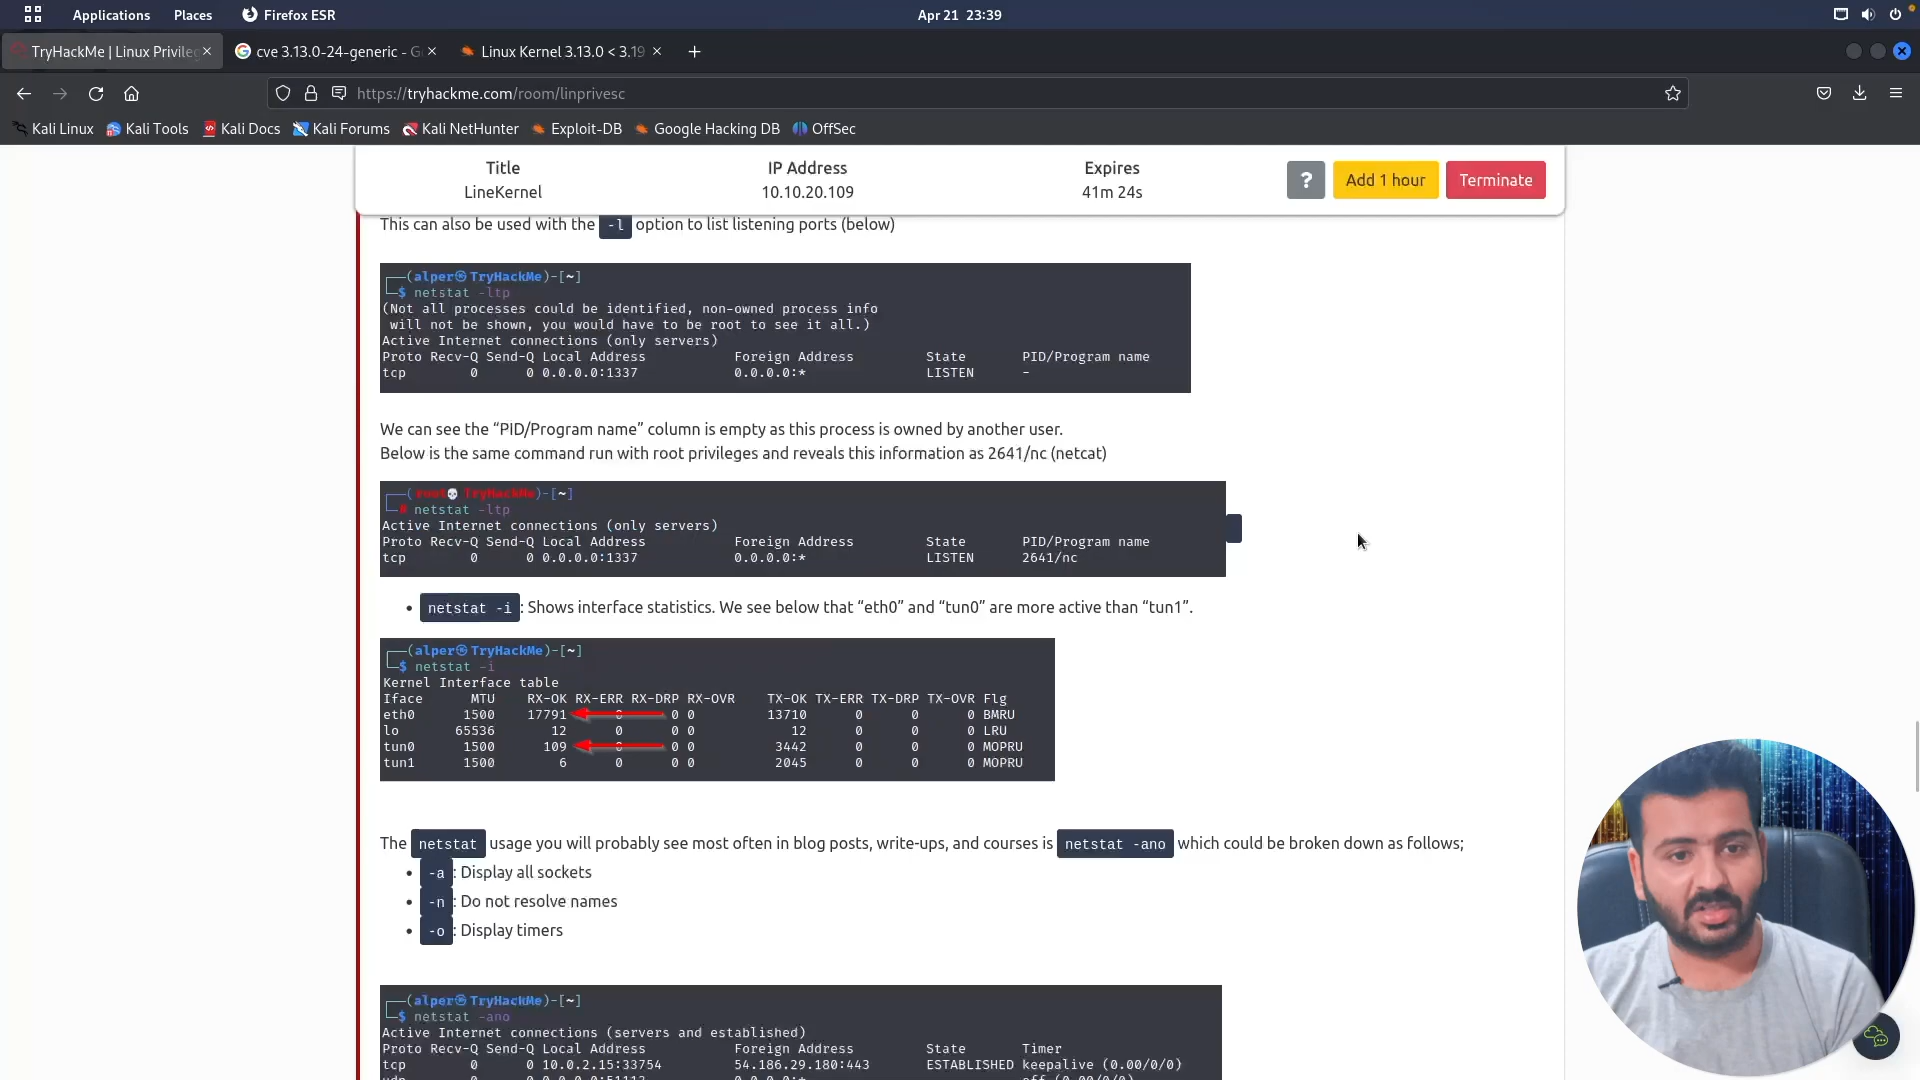 Applications Places Firefox ESR Apr 21 23:39
TryHackMe | Linux Privileg cve 3.13.0-24-generic - G Linux Kernel 3.13.0 < 3.19
https://tryhackme.com/room/linprivesc
Kali Linux Kali Tools Kali Docs Kali Forums Kali NetHunter Exploit-DB Google Hacking DB OffSec
Title IP Address Expires
LineKernel 10.10.20.109 41m 24s
? Add 1 hour Terminate
This can also be used with the -l option to list listening ports (below)
┌──(alper㉿TryHackMe)-[~]
└─$ netstat -ltp
(Not all processes could be identified, non-owned process info
will not be shown, you would have to be root to see it all.)
Active Internet connections (only servers)
Proto Recv-Q Send-Q Local Address Foreign Address State PID/Program name
tcp 0 0 0.0.0.0:1337 0.0.0.0:* LISTEN -
We can see the “PID/Program name” column is empty as this process is owned by another user.
Below is the same command run with root privileges and reveals this information as 2641/nc (netcat)
┌──(root💀TryHackMe)-[~]
└─# netstat -ltp
Active Internet connections (only servers)
Proto Recv-Q Send-Q Local Address Foreign Address State PID/Program name
tcp 0 0 0.0.0.0:1337 0.0.0.0:* LISTEN 2641/nc
• netstat -i: Shows interface statistics. We see below that “eth0” and “tun0” are more active than “tun1”.
┌──(alper㉿TryHackMe)-[~]
└─$ netstat -i
Kernel Interface table
Iface MTU RX-OK RX-ERR RX-DRP RX-OVR TX-OK TX-ERR TX-DRP TX-OVR Flg
eth0 1500 17791 0 0 0 13710 0 0 0 BMRU
lo 65536 12 0 0 0 12 0 0 0 LRU
tun0 1500 109 0 0 0 3442 0 0 0 MOPRU
tun1 1500 6 0 0 0 2045 0 0 0 MOPRU
The netstat usage you will probably see most often in blog posts, write-ups, and courses is netstat -ano which could be broken down as follows;
• -a: Display all sockets
• -n: Do not resolve names
• -o: Display timers
┌──(alper㉿TryHackMe)-[~]
└─$ netstat -ano
Active Internet connections (servers and established)
Proto Recv-Q Send-Q Local Address Foreign Address State Timer
tcp 0 0 10.0.2.15:33754 54.186.29.180:443 ESTABLISHED keepalive (0.00/0/0)